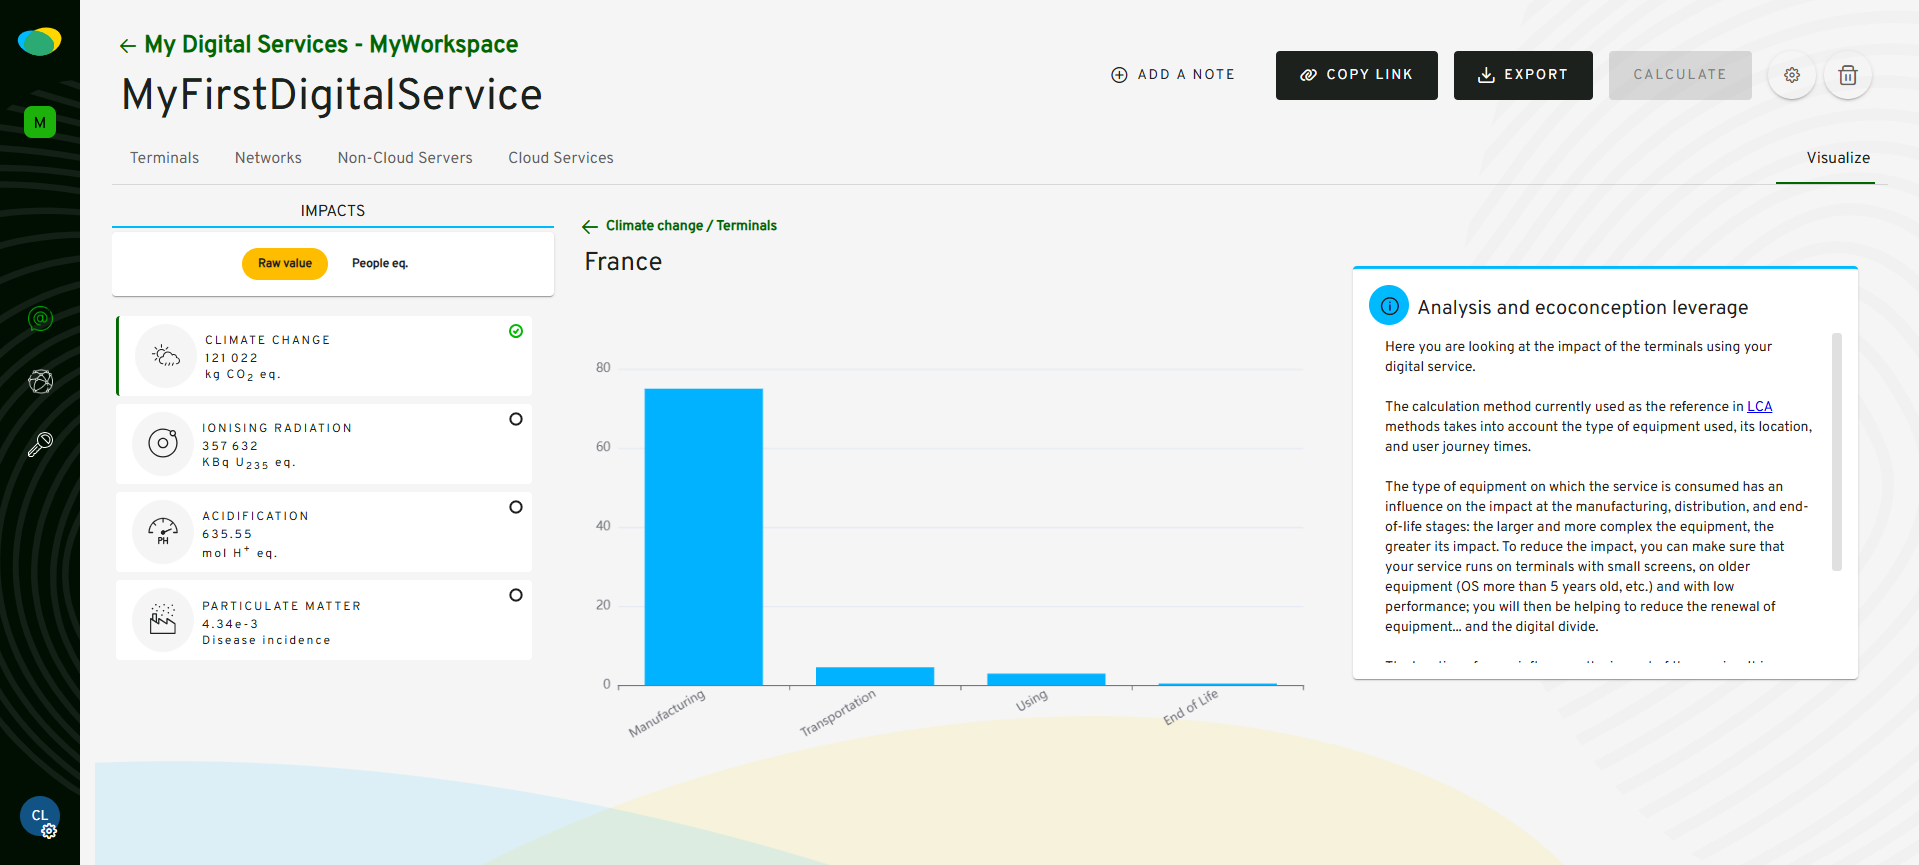 My Digital Services - MyWorkspace
MyFirstDigitalService
ADD A NOTE
COPY LINK
EXPORT
CALCULATE
M
Terminals
Networks
Non-Cloud Servers
Cloud Services
Visualize
IMPACTS
Raw value
People eq.
CLIMATE CHANGE
121 022
kg CO2 eq.
IONISING RADIATION
357 632
KBq U235 eq.
ACIDIFICATION
635.55
mol H+ eq.
PH
PARTICULATE MATTER
4.34e-3
Disease incidence
Climate change / Terminals
France
80
60
40
20
0
Manufacturing
Transportation
Using
End of Life
Analysis and ecoconception leverage
Here you are looking at the impact of the terminals using your
digital service.
The calculation method currently used as the reference in LCA
methods takes into account the type of equipment used, its location,
and user journey times.
The type of equipment on which the service is consumed has an
influence on the impact at the manufacturing, distribution, and end-
of-life stages: the larger and more complex the equipment, the
greater its impact. To reduce the impact, you can make sure that
your service runs on terminals with small screens, on older
equipment (OS more than 5 years old, etc.) and with low
performance; you will then be helping to reduce the renewal of
equipment... and the digital divide.
CL